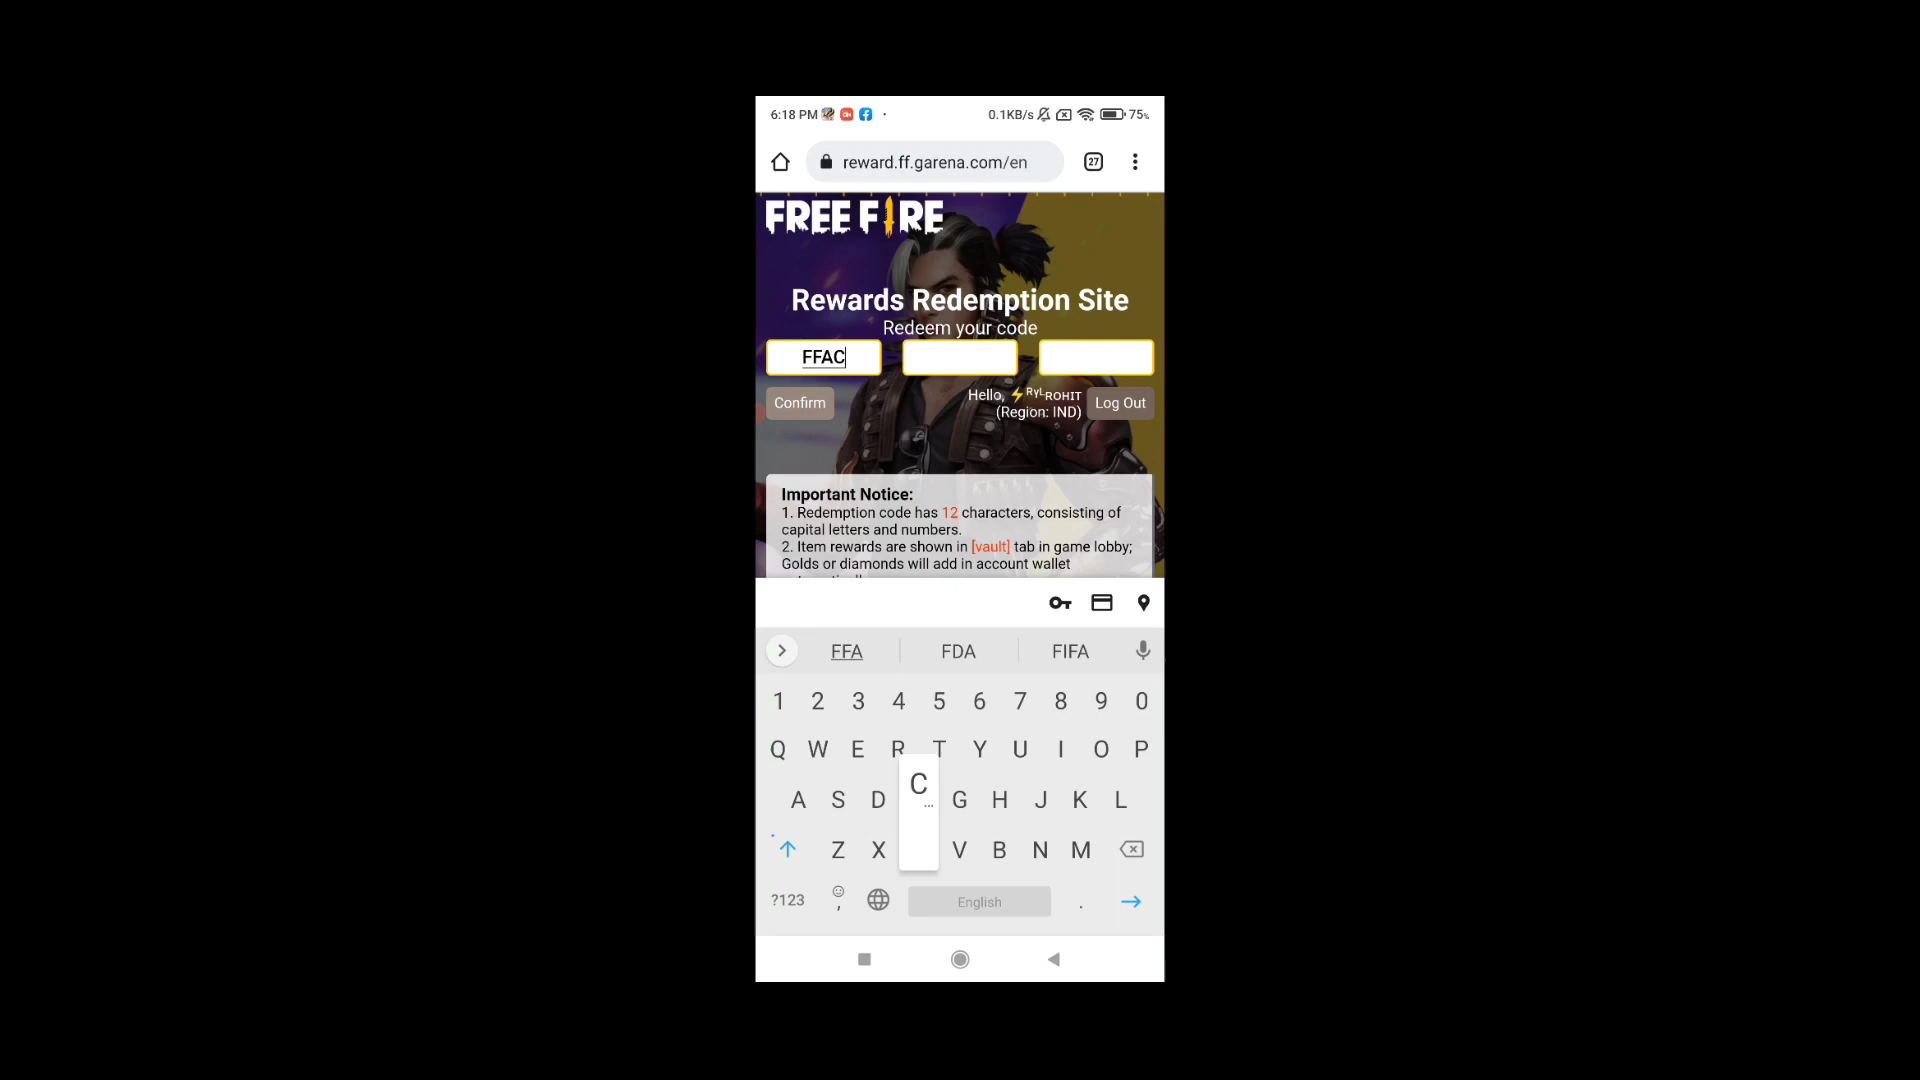 6:18 PM
0.1KB/s
75%
reward.ff.garena.com/en
27
FREE FIRE
Rewards Redemption Site
Redeem your code
FFAC
Confirm
Hello, ⚡ᴿʸᴸROHIT
(Region: IND)
Log Out
Important Notice:
1. Redemption code has 12 characters, consisting of
capital letters and numbers.
2. Item rewards are shown in [vault] tab in game lobby;
Golds or diamonds will add in account wallet
FFA
FDA
FIFA
1 2 3 4 5 6 7 8 9 0
Q W E R T Y U I O P
C
...
A S D G H J K L
Z X V B N M
?123
,
English
.